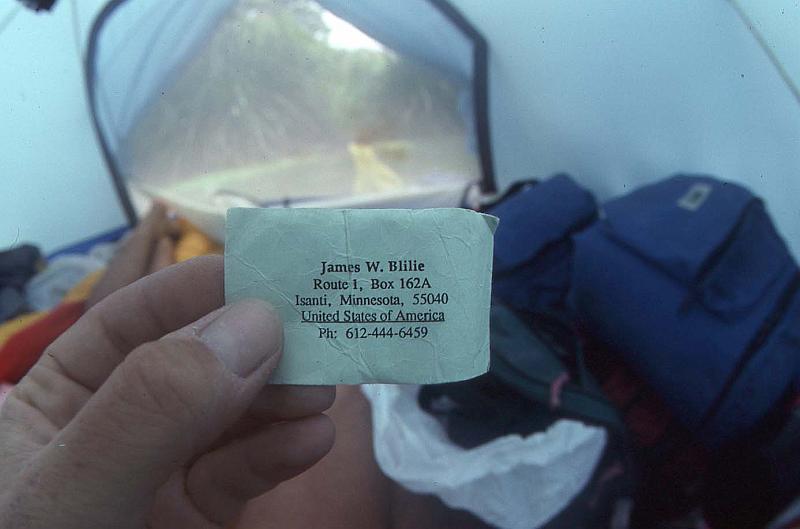 James W. Blilie
Route 1, Box 162A
Isanti, Minnesota, 55040
United States of America
Ph: 612-444-6459